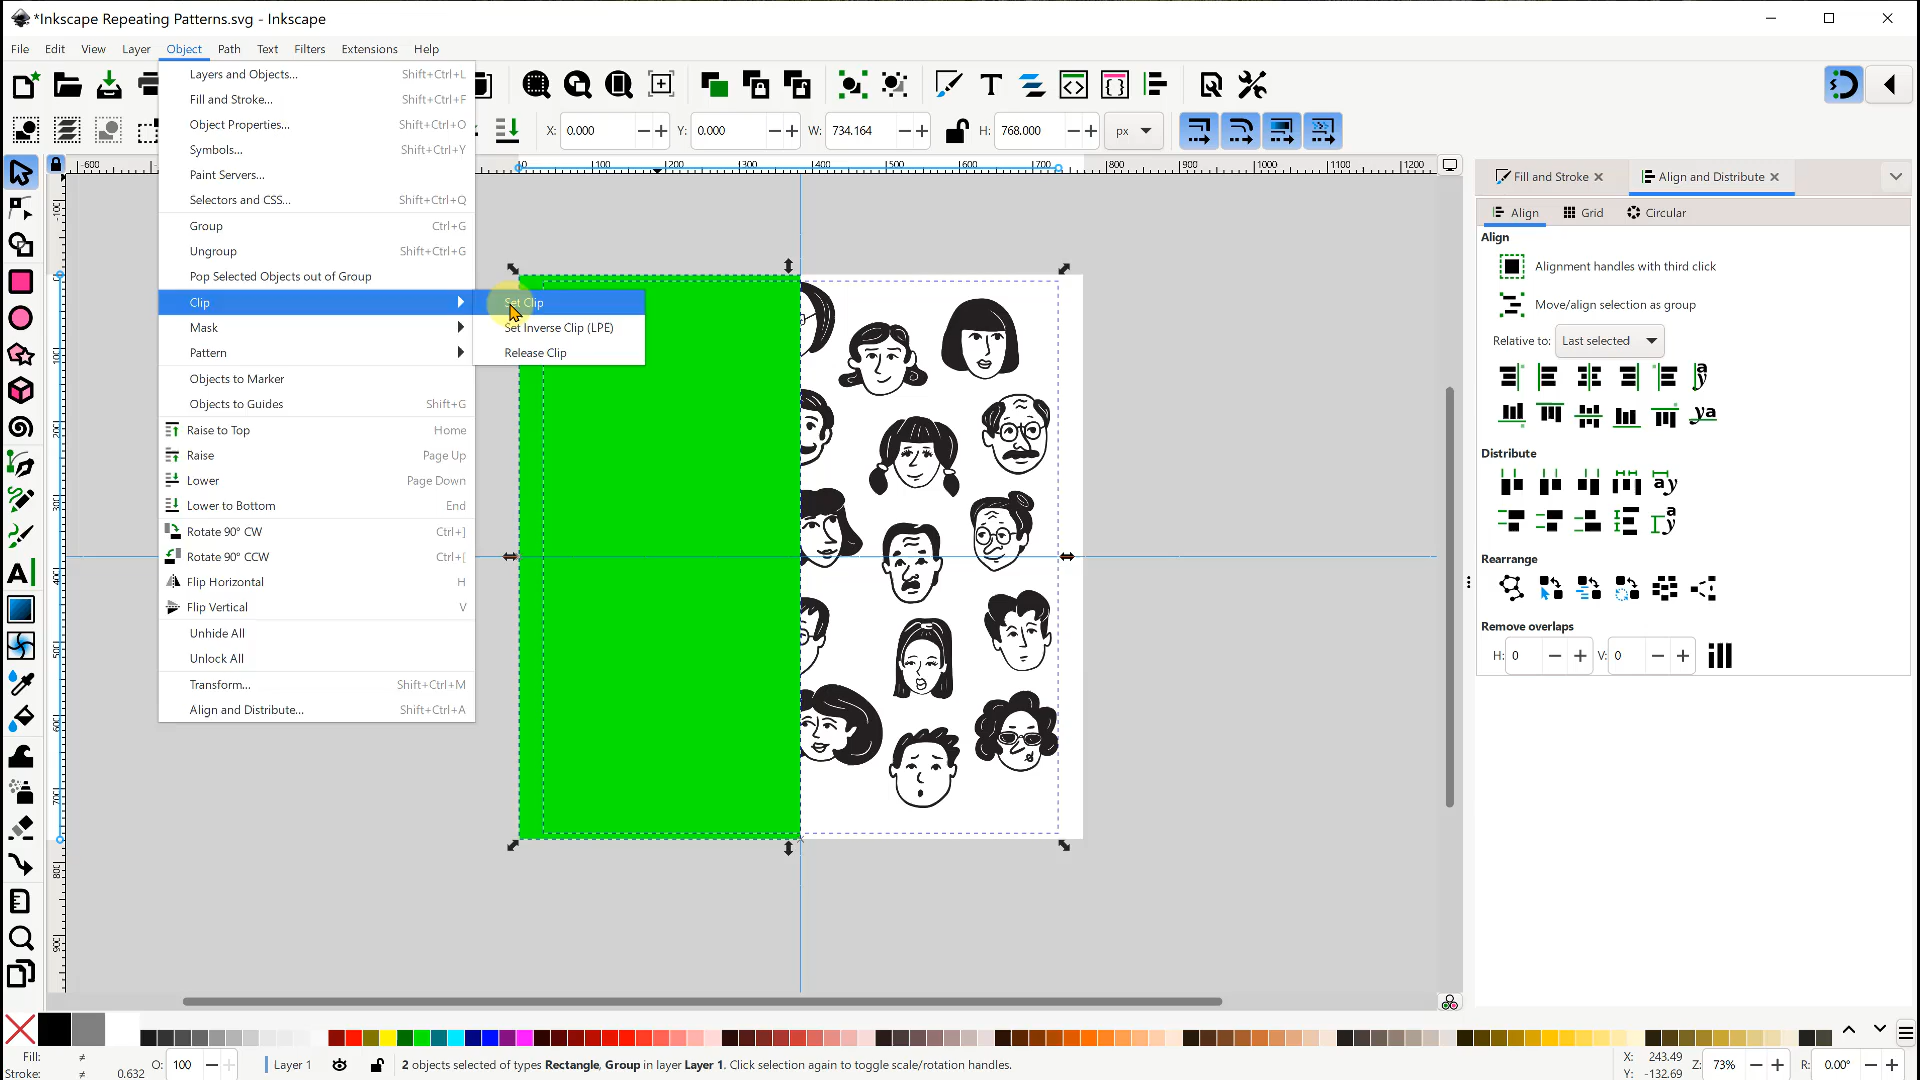 *Inkscape Repeating Patterns.svg - Inkscape
File Edit View Layer Object Path Text Filters Extensions Help
X: 0.000 Y: 0.000 W: 734.164 H: 768.000 px
Layers and Objects... Shift+Ctrl+L
Fill and Stroke... Shift+Ctrl+F
Object Properties... Shift+Ctrl+O
Symbols... Shift+Ctrl+Y
Paint Servers...
Selectors and CSS... Shift+Ctrl+Q
Group Ctrl+G
Ungroup Shift+Ctrl+G
Pop Selected Objects out of Group
Clip
Mask
Pattern
Objects to Marker
Objects to Guides Shift+G
Raise to Top Home
Raise Page Up
Lower Page Down
Lower to Bottom End
Rotate 90° CW Ctrl+]
Rotate 90° CCW Ctrl+[
Flip Horizontal H
Flip Vertical V
Unhide All
Unlock All
Transform... Shift+Ctrl+M
Align and Distribute... Shift+Ctrl+A
Set Clip
Set Inverse Clip (LPE)
Release Clip
Fill and Stroke Align and Distribute
Align Grid Circular
Align
Alignment handles with third click
Move/align selection as group
Relative to: Last selected
Distribute
Rearrange
Remove overlaps
H: 0 V: 0
Fill:
Stroke: 0.632 O: 100 Layer 1 2 objects selected of types Rectangle, Group in layer Layer 1. Click selection again to toggle scale/rotation handles.
X: 243.49
Y: -132.69
Z: 73% R: 0.00°